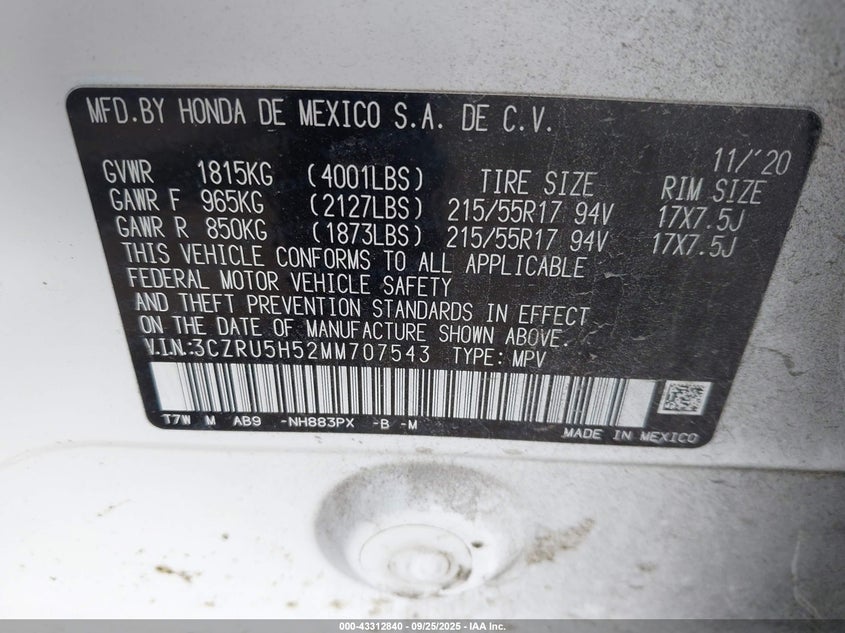 MFD.BY HONDA DE MEXICO S.A. DE C.V.
11/'20
GVWR 1815KG (4001LBS) TIRE SIZE RIM SIZE
GAWR F 965KG (2127LBS) 215/55R17 94V 17X7.5J
GAWR R 850KG (1873LBS) 215/55R17 94V 17X7.5J
THIS VEHICLE CONFORMS TO ALL APPLICABLE
FEDERAL MOTOR VEHICLE SAFETY
AND THEFT PREVENTION STANDARDS IN EFFECT
ON THE DATE OF MANUFACTURE SHOWN ABOVE.
V.I.N.:3CZRU5H52MM707543 TYPE: MPV
T7W M AB9 -NH883PX -B -M
MADE IN MEXICO
000-43312840 - 09/25/2025 - IAA Inc.